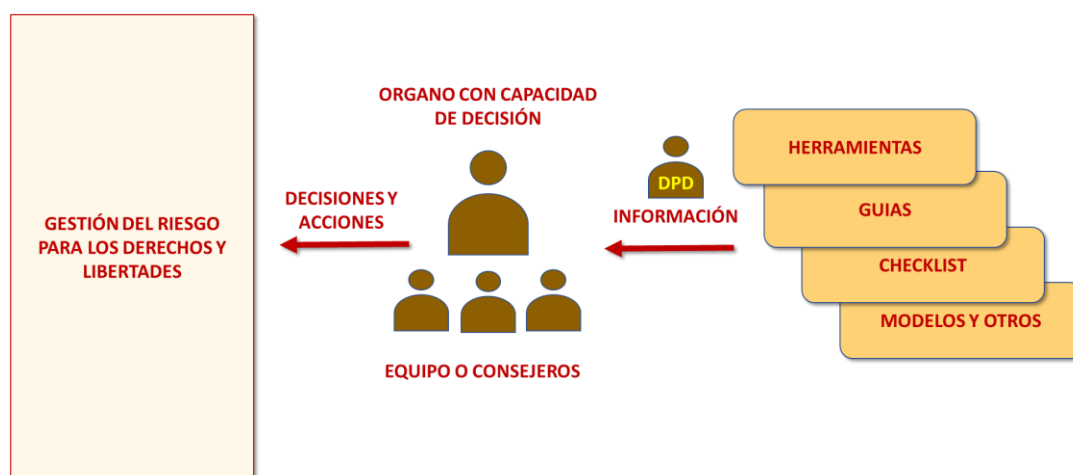 GESTIÓN DEL RIESGO
PARA LOS DERECHOS Y
LIBERTADES
DECISIONES Y
ACCIONES
ORGANO CON CAPACIDAD
DE DECISIÓN
EQUIPO O CONSEJEROS
DPD
INFORMACIÓN
HERRAMIENTAS
GUIAS
CHECKLIST
MODELOS Y OTROS